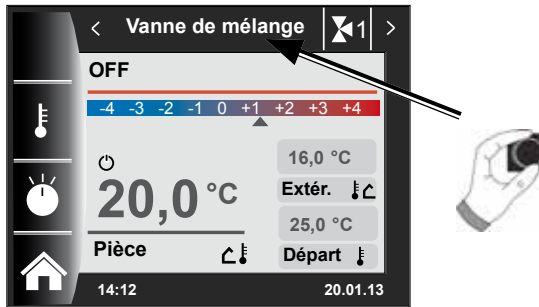 < Vanne de mélange 1 >
OFF
-4 -3 -2 -1 0 +1 +2 +3 +4
16,0 °C
Extér.
20,0 °C
25,0 °C
Pièce
Départ
14:12 20.01.13